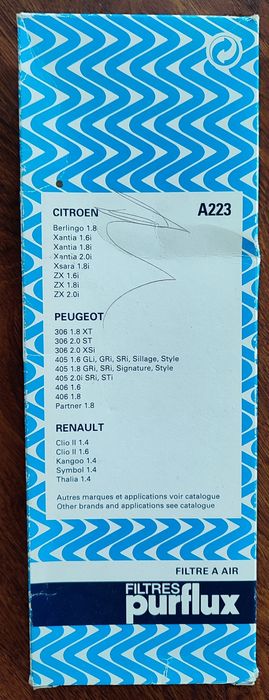 CITROEN A223
Berlingo 1.8
Xantia 1.6i
Xantia 1.8i
Xantia 2.0i
Xsara 1.8i
ZX 1.6i
ZX 1.8i
ZX 2.0i
PEUGEOT
306 1.8 XT
306 2.0 ST
306 2.0 XSi
405 1.6 GLi, GRi, SRi, Sillage, Style
405 1.8 GRi, SRi, Signature, Style
405 2.0i SRi, STi
406 1.6
406 1.8
Partner 1.8
RENAULT
Clio II 1.4
Clio II 1.6
Kangoo 1.4
Symbol 1.4
Thalia 1.4
Autres marques et applications voir catalogue
Other brands and applications see catalogue
FILTRE A AIR
FILTRES
purflux